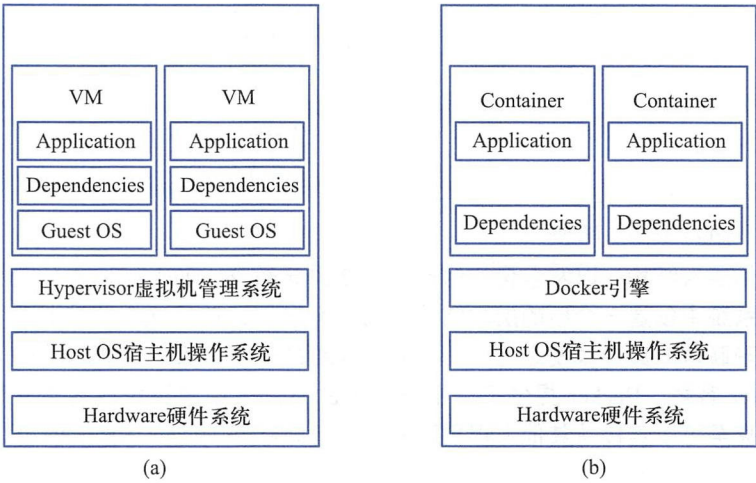 VM
VM
Application
Application
Dependencies
Dependencies
Guest OS
Guest OS
Hypervisor虚拟机管理系统
Host OS宿主机操作系统
Hardware硬件系统
(a)
Container
Container
Application
Application
Dependencies
Dependencies
Docker引擎
Host OS宿主机操作系统
Hardware硬件系统
(b)